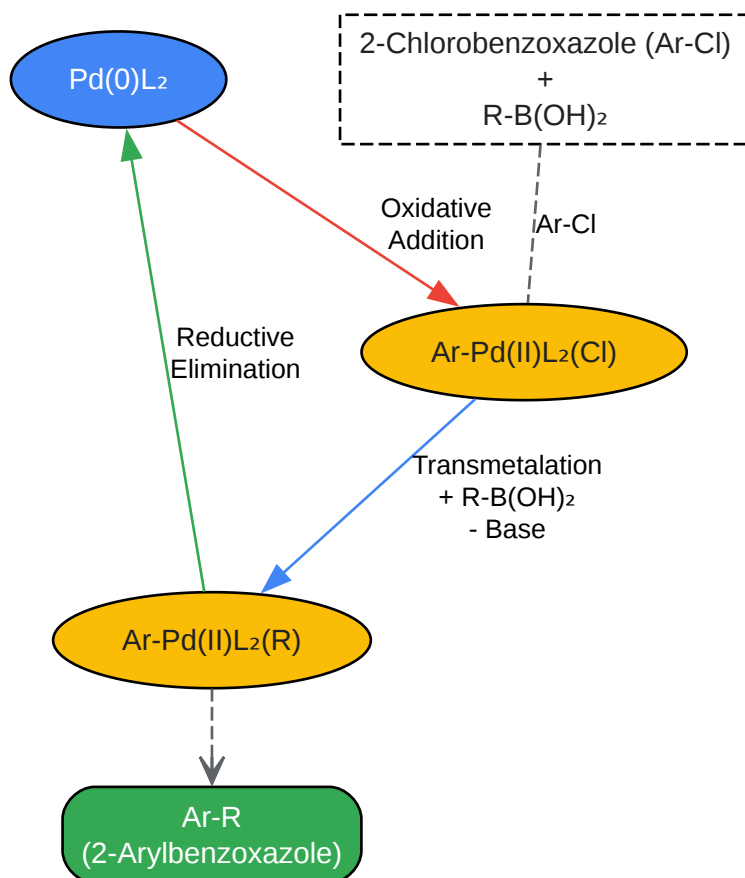 Pd(0)L₂
2-Chlorobenzoxazole (Ar-Cl)
+
R-B(OH)₂
Oxidative
Addition
Ar-Cl
Reductive
Elimination
Ar-Pd(II)L₂(Cl)
Transmetalation
+ R-B(OH)₂
- Base
Ar-Pd(II)L₂(R)
Ar-R
(2-Arylbenzoxazole)